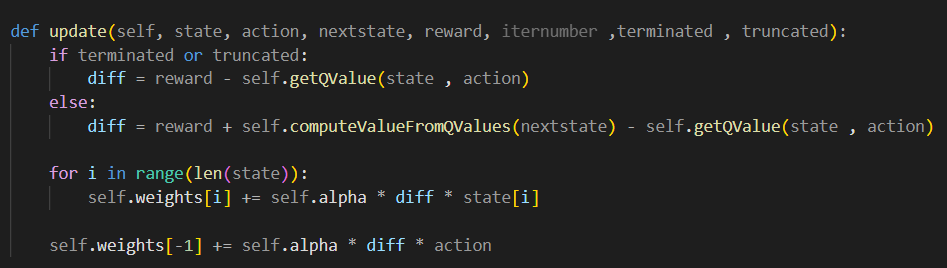 def update(self, state, action, nextstate, reward, iternumber ,terminated , truncated):
    if terminated or truncated:
        diff = reward - self.getQValue(state , action)
    else:
        diff = reward + self.computeValueFromQValues(nextstate) - self.getQValue(state , action)
    for i in range(len(state)):
        self.weights[i] += self.alpha * diff * state[i]
    self.weights[-1] += self.alpha * diff * action